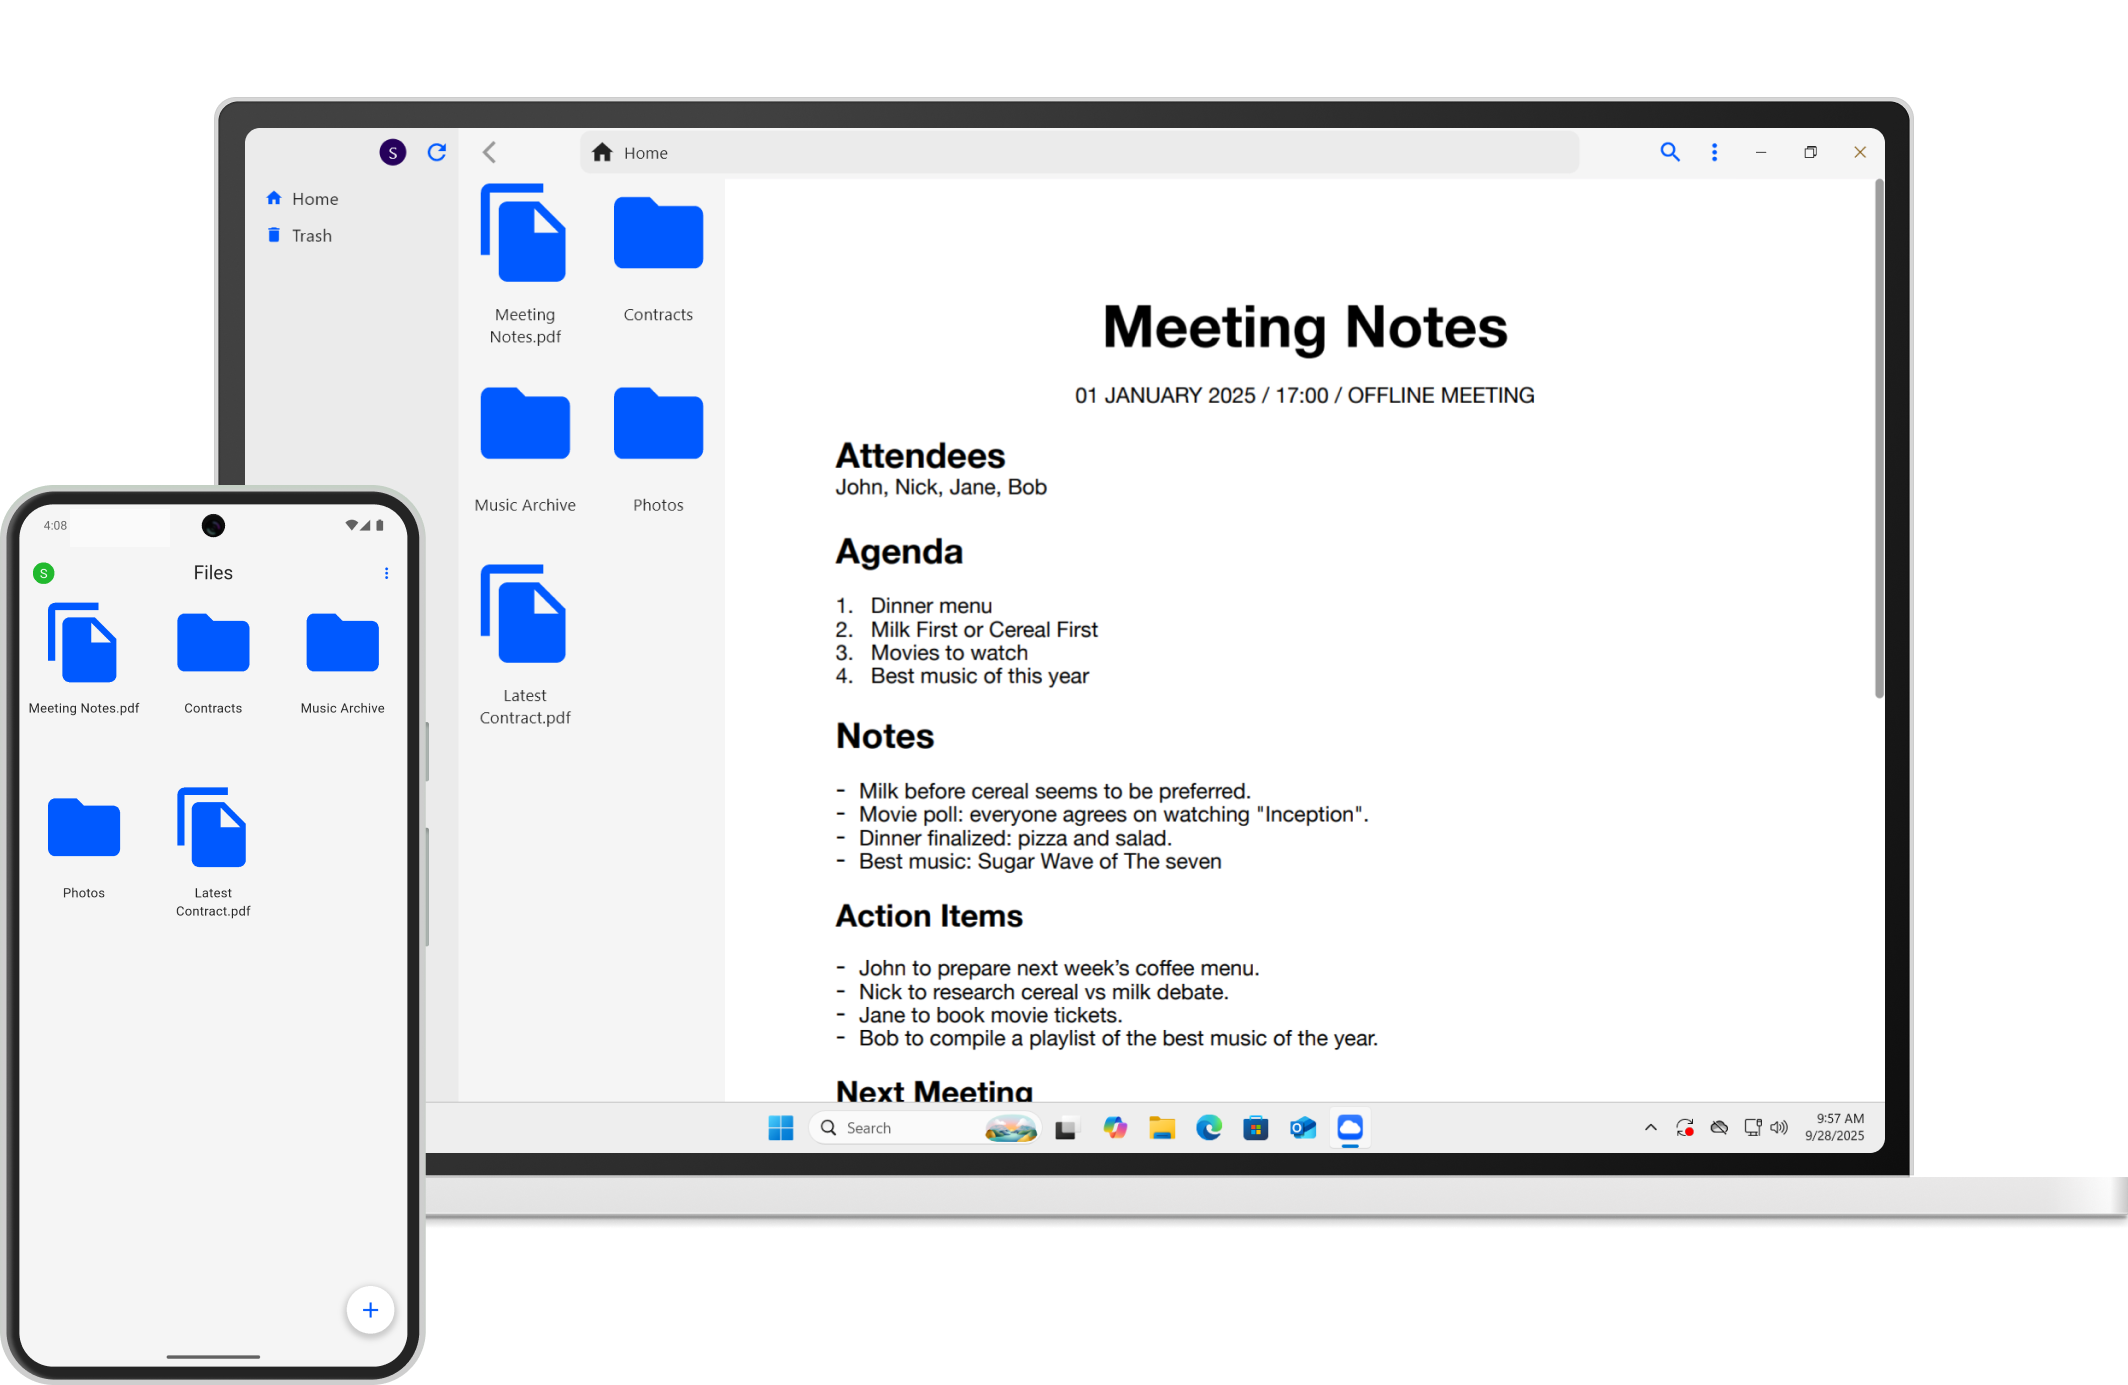 S
Home
Home
Trash
Meeting
Notes.pdf
Contracts
Music Archive
Photos
Latest
Contract.pdf
Meeting Notes
01 JANUARY 2025 / 17:00 / OFFLINE MEETING
Attendees
John, Nick, Jane, Bob
Agenda
1. Dinner menu
2. Milk First or Cereal First
3. Movies to watch
4. Best music of this year
Notes
- Milk before cereal seems to be preferred.
- Movie poll: everyone agrees on watching "Inception".
- Dinner finalized: pizza and salad.
- Best music: Sugar Wave of The seven
Action Items
- John to prepare next week’s coffee menu.
- Nick to research cereal vs milk debate.
- Jane to book movie tickets.
- Bob to compile a playlist of the best music of the year.
Next Meeting
Search
9:57 AM
9/28/2025
4:08
S
Files
Meeting Notes.pdf
Contracts
Music Archive
Photos
Latest
Contract.pdf